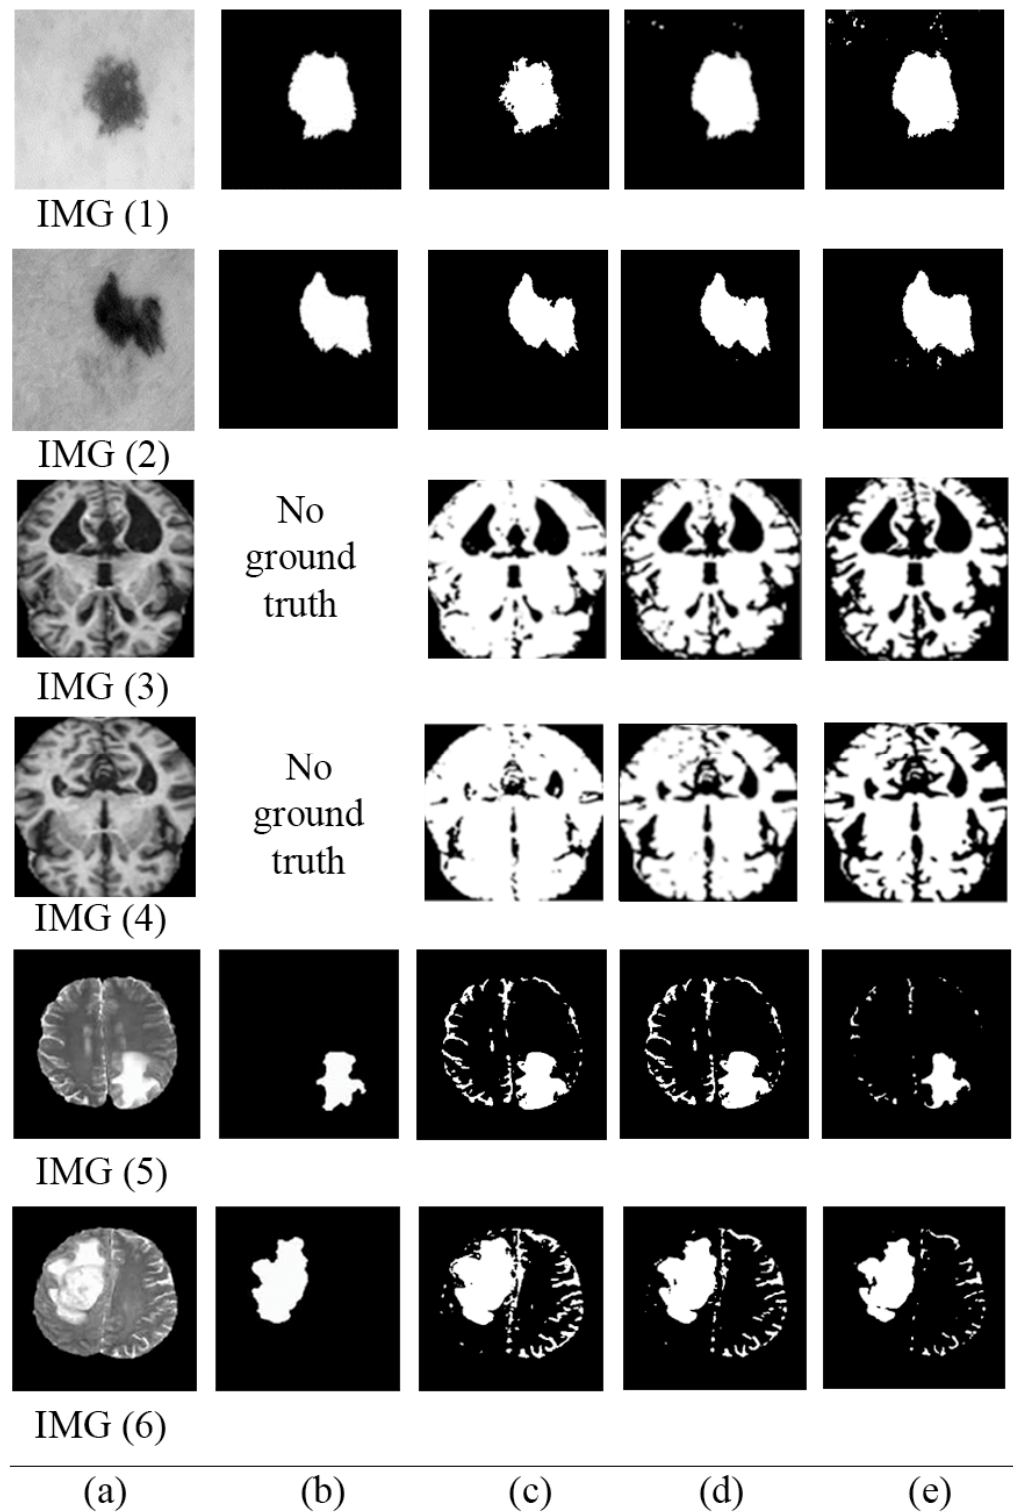 IMG (1)
IMG (2)
No
ground
truth
IMG (3)
No
ground
truth
IMG (4)
IMG (5)
IMG (6)
(a) (b) (c) (d) (e)